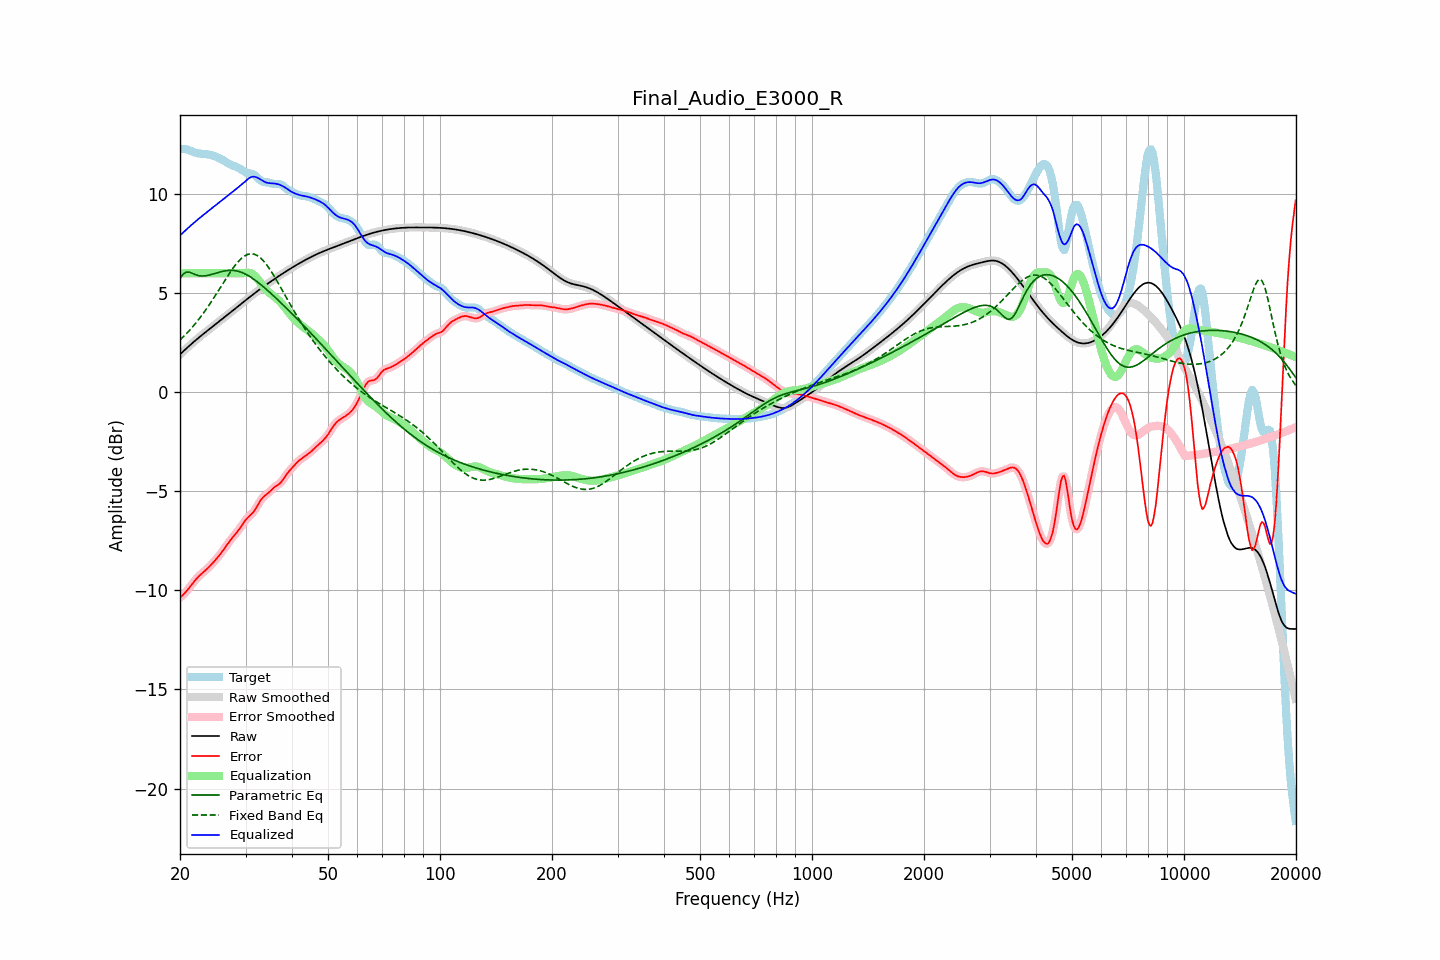 Final_Audio_E3000_R
Amplitude (dBr)
10
5
0
−5
−10
−15
−20
Target
Raw Smoothed
Error Smoothed
Raw
Error
Equalization
Parametric Eq
Fixed Band Eq
Equalized
20 50 100 200 500 1000 2000 5000 10000 20000
Frequency (Hz)